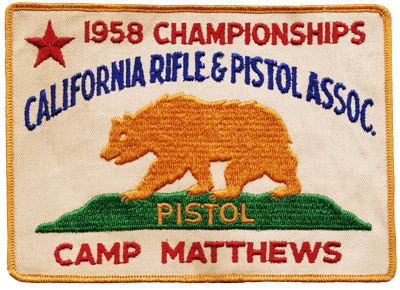 1958 CHAMPIONSHIPS
CALIFORNIA RIFLE & PISTOL ASSOC.
PISTOL
CAMP MATTHEWS